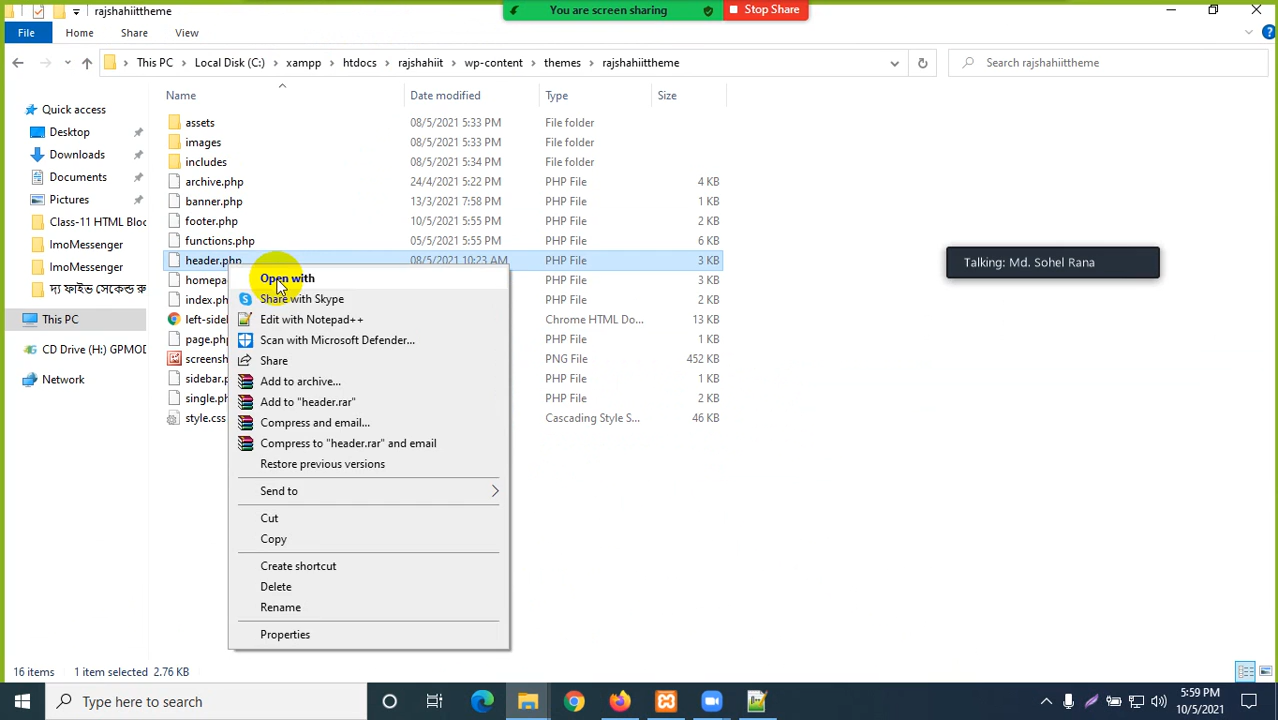 rajshahiittheme
You are screen sharing
Stop Share
File Home Share View
This PC Local Disk (C:) xampp htdocs rajshahiit wp-content themes rajshahiittheme
Search rajshahiittheme
Name Date modified Type Size
Quick access
Desktop
Downloads
Documents
Pictures
Class-11 HTML Bloc
ImoMessenger
ImoMessenger
দ্য ফাইভ সেকেন্ড রু
This PC
CD Drive (H:) GPMOD
Network
assets 08/5/2021 5:33 PM File folder
images 08/5/2021 5:33 PM File folder
includes 08/5/2021 5:34 PM File folder
archive.php 24/4/2021 5:22 PM PHP File 4 KB
banner.php 13/3/2021 7:58 PM PHP File 1 KB
footer.php 10/5/2021 5:55 PM PHP File 2 KB
functions.php 05/5/2021 5:55 PM PHP File 6 KB
header.php 08/5/2021 10:23 AM PHP File 3 KB
homepa PHP File 3 KB
index.ph PHP File 1 KB
left-sideb Chrome HTML Do... 13 KB
page.php PHP File 1 KB
screensh PNG File 452 KB
sidebar.p PHP File 2 KB
single.ph PHP File 2 KB
style.css Cascading Style S... 46 KB
Open with
Share with Skype
Edit with Notepad++
Scan with Microsoft Defender...
Share
Add to archive...
Add to "header.rar"
Compress and email...
Compress to "header.rar" and email
Restore previous versions
Send to
Cut
Copy
Create shortcut
Delete
Rename
Properties
Talking: Md. Sohel Rana
16 items 1 item selected 2.76 KB
Type here to search
5:59 PM
10/5/2021